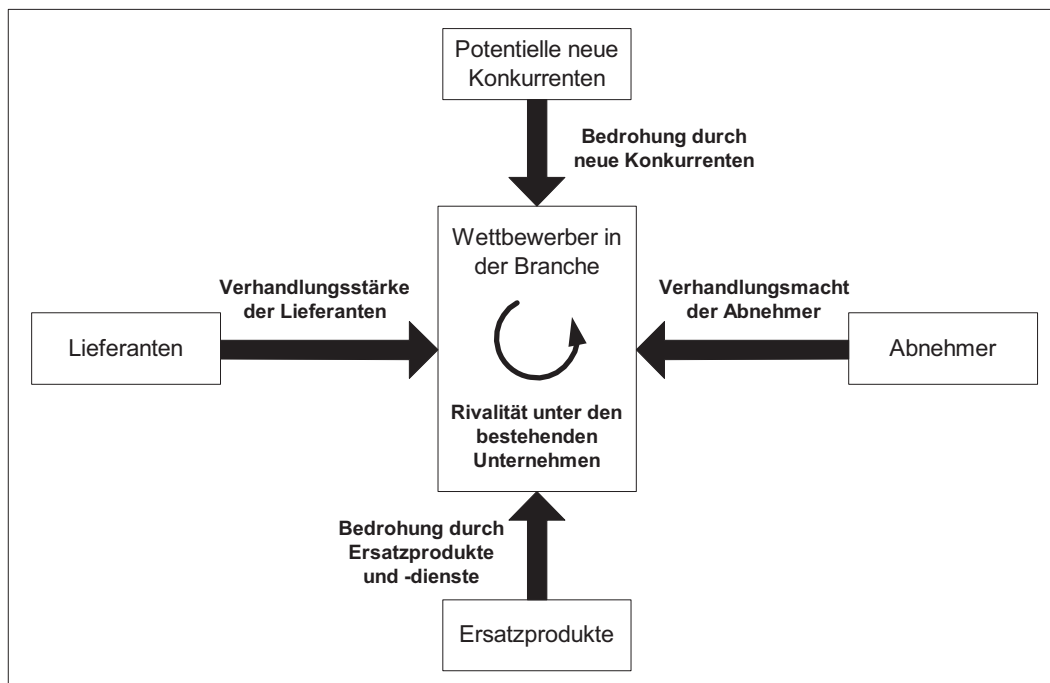 Potentielle neue
Konkurrenten
Bedrohung durch
neue Konkurrenten
Wettbewerber in
der Branche
Verhandlungsstärke
der Lieferanten
Verhandlungsmacht
der Abnehmer
Lieferanten
Abnehmer
Rivalität unter den
bestehenden
Unternehmen
Bedrohung durch
Ersatzprodukte
und -dienste
Ersatzprodukte